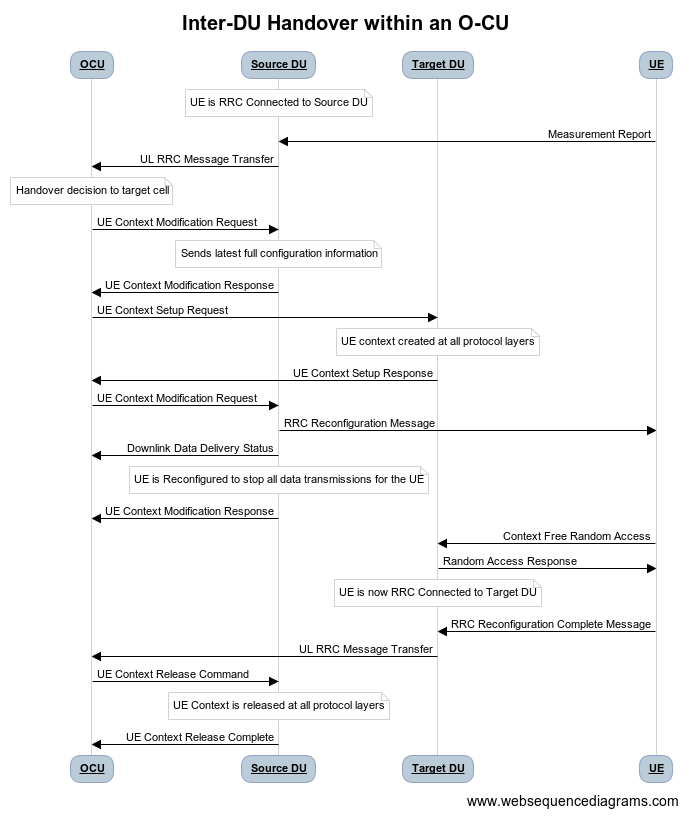 Inter-DU Handover within an O-CU
OCU
Source DU
Target DU
UE
UE is RRC Connected to Source DU
Measurement Report
UL RRC Message Transfer
Handover decision to target cell
UE Context Modification Request
Sends latest full configuration information
UE Context Modification Response
UE Context Setup Request
UE context created at all protocol layers
UE Context Setup Response
UE Context Modification Request
RRC Reconfiguration Message
Downlink Data Delivery Status
UE is Reconfigured to stop all data transmissions for the UE
UE Context Modification Response
Context Free Random Access
Random Access Response
UE is now RRC Connected to Target DU
RRC Reconfiguration Complete Message
UL RRC Message Transfer
UE Context Release Command
UE Context is released at all protocol layers
UE Context Release Complete
OCU
Source DU
Target DU
UE
www.websequencediagrams.com